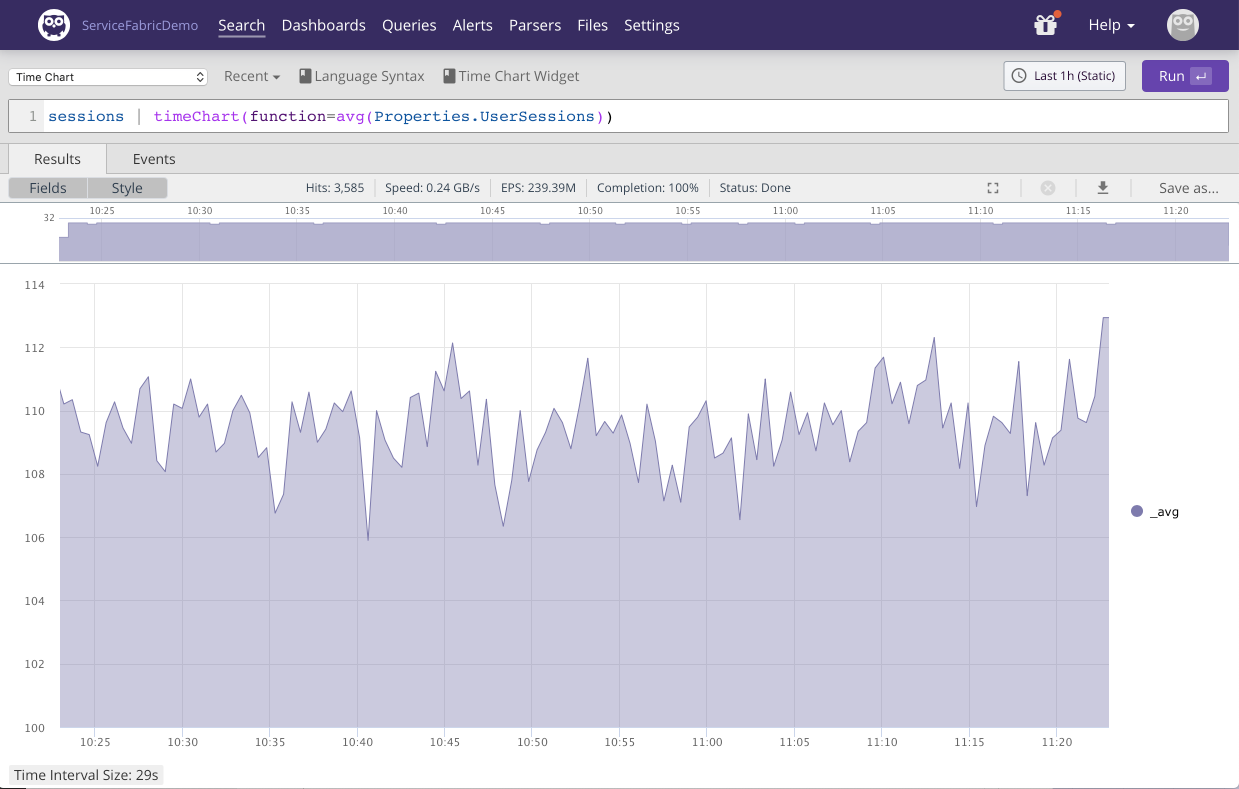 ServiceFabricDemo Search Dashboards Queries Alerts Parsers Files Settings Help
Time Chart Recent Language Syntax Time Chart Widget Last 1h (Static) Run
1 sessions | timeChart(function=avg(Properties.UserSessions))
Results Events
Fields Style Hits: 3,585 Speed: 0.24 GB/s EPS: 239.39M Completion: 100% Status: Done Save as...
10:25 10:30 10:35 10:40 10:45 10:50 10:55 11:00 11:05 11:10 11:15 11:20
32
114
112
110
108
106
104
102
100
_avg
10:25 10:30 10:35 10:40 10:45 10:50 10:55 11:00 11:05 11:10 11:15 11:20
Time Interval Size: 29s